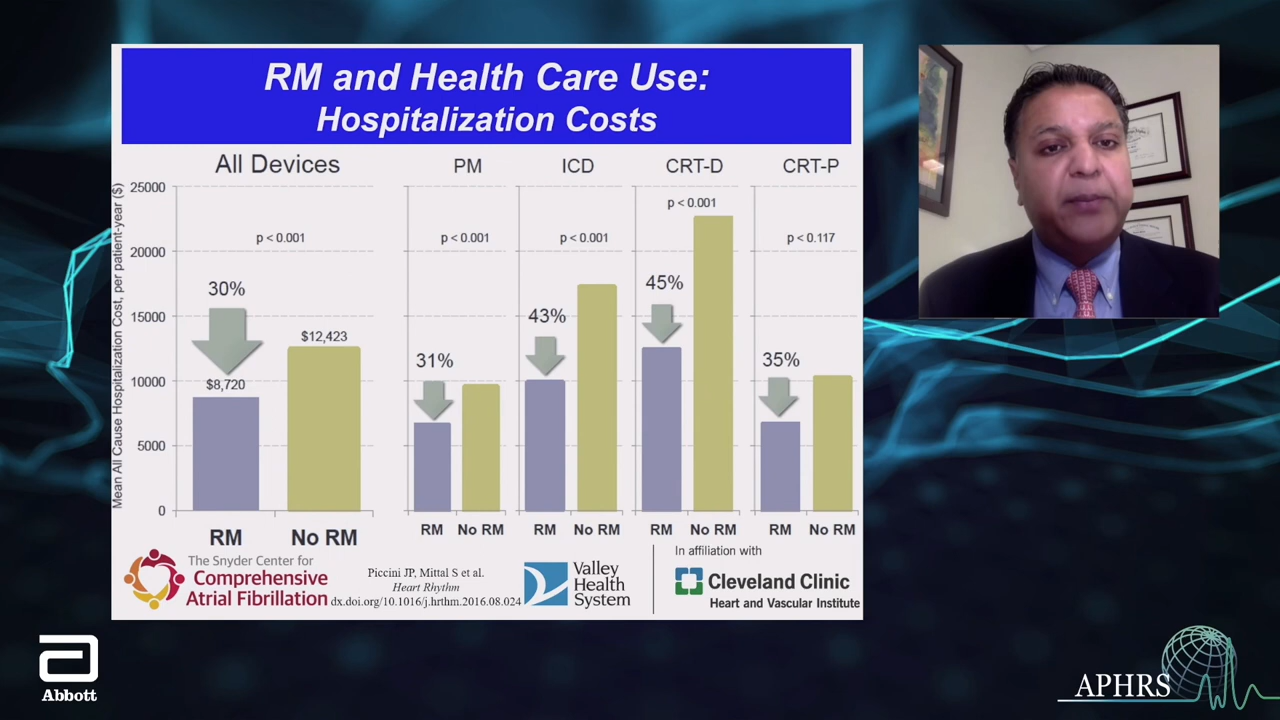 RM and Health Care Use:
Hospitalization Costs
All Devices
PM
ICD
CRT-D
CRT-P
Mean All Cause Hospitalization Cost, per patient-year ($)
25000
20000
15000
10000
5000
0
p < 0.001
p < 0.001
p < 0.001
p < 0.001
p < 0.117
30%
31%
43%
45%
35%
$8,720
$12,423
RM
No RM
RM
No RM
RM
No RM
RM
No RM
RM
No RM
The Snyder Center for
Comprehensive
Atrial Fibrillation
Piccini JP, Mittal S et al.
Heart Rhythm
dx.doi.org/10.1016/j.hrthm.2016.08.024
Valley
Health
System
In affiliation with
Cleveland Clinic
Heart and Vascular Institute
Abbott
APHRS